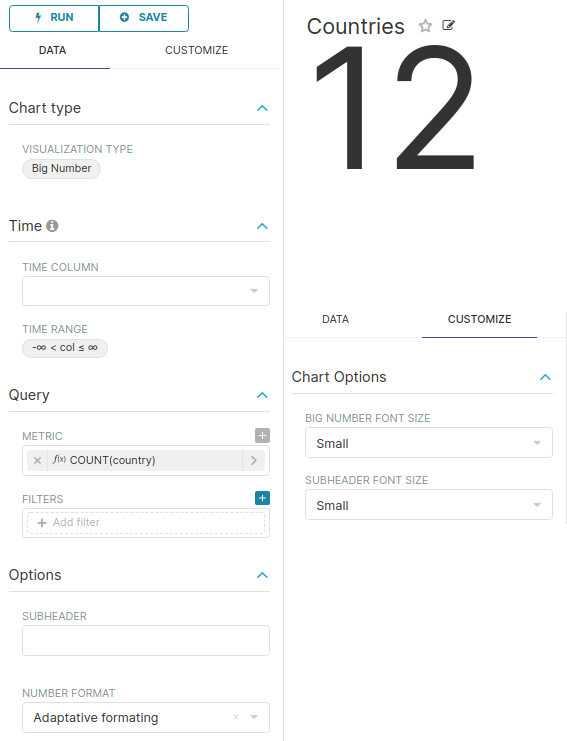 RUN
SAVE
DATA
CUSTOMIZE
Chart type
VISUALIZATION TYPE
Big Number
Time
TIME COLUMN
TIME RANGE
-∞ < col ≤ ∞
Query
METRIC
ƒ(x) COUNT(country)
FILTERS
Add filter
Options
SUBHEADER
NUMBER FORMAT
Adaptative formating
Countries
12
DATA
CUSTOMIZE
Chart Options
BIG NUMBER FONT SIZE
Small
SUBHEADER FONT SIZE
Small